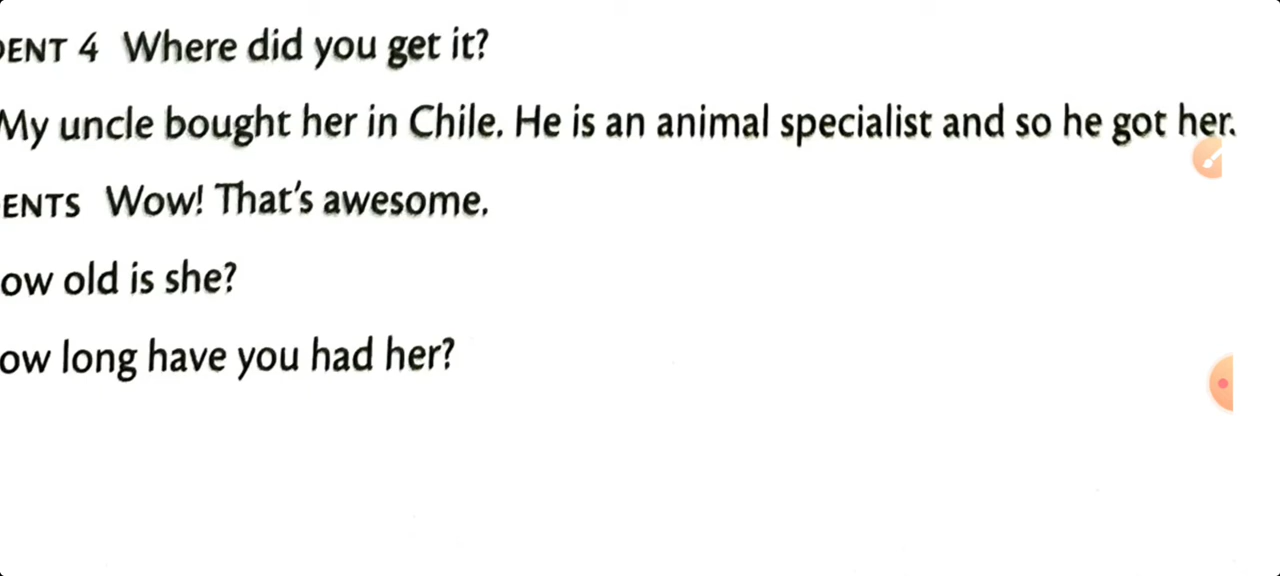 DENT 4 Where did you get it?
My uncle bought her in Chile. He is an animal specialist and so he got her.
ENTS Wow! That's awesome.
ow old is she?
ow long have you had her?